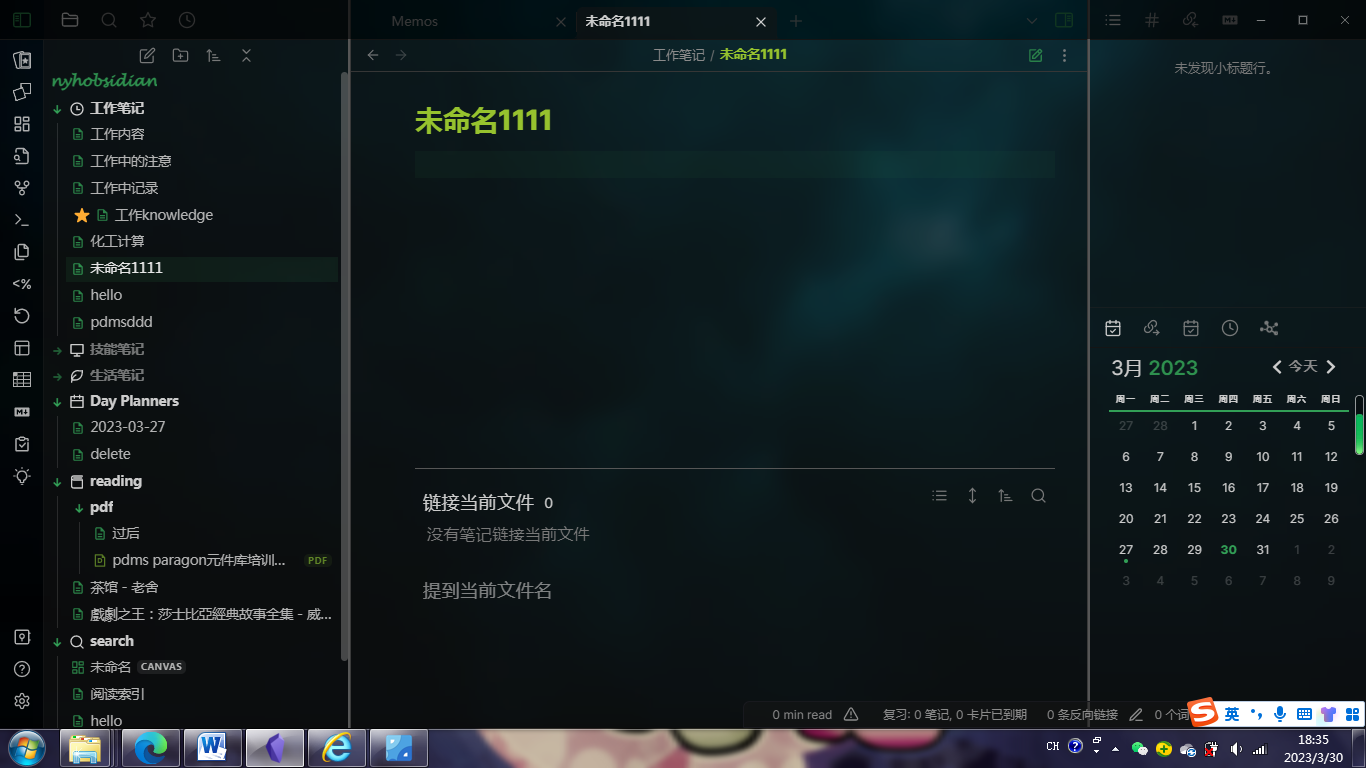 Memos
未命名1111
nyhobsidian
工作笔记
工作内容
工作中的注意
工作中记录
工作knowledge
化工计算
未命名1111
hello
pdmsddd
技能笔记
生活笔记
Day Planners
2023-03-27
delete
reading
pdf
过后
pdms paragon元件库培训... PDF
茶馆 - 老舍
戲劇之王：莎士比亞經典故事全集 - 威...
search
未命名 CANVAS
阅读索引
hello
工作笔记 / 未命名1111
未命名1111
链接当前文件 0
没有笔记链接当前文件
提到当前文件名
0 min read 复习: 0 笔记, 0 卡片已到期 0 条反向链接 0 个词
未发现小标题行。
3月 2023 今天
周一 周二 周三 周四 周五 周六 周日
27 28 1 2 3 4 5
6 7 8 9 10 11 12
13 14 15 16 17 18 19
20 21 22 23 24 25 26
27 28 29 30 31 1 2
3 4 5 6 7 8 9
英
CH
18:35
2023/3/30